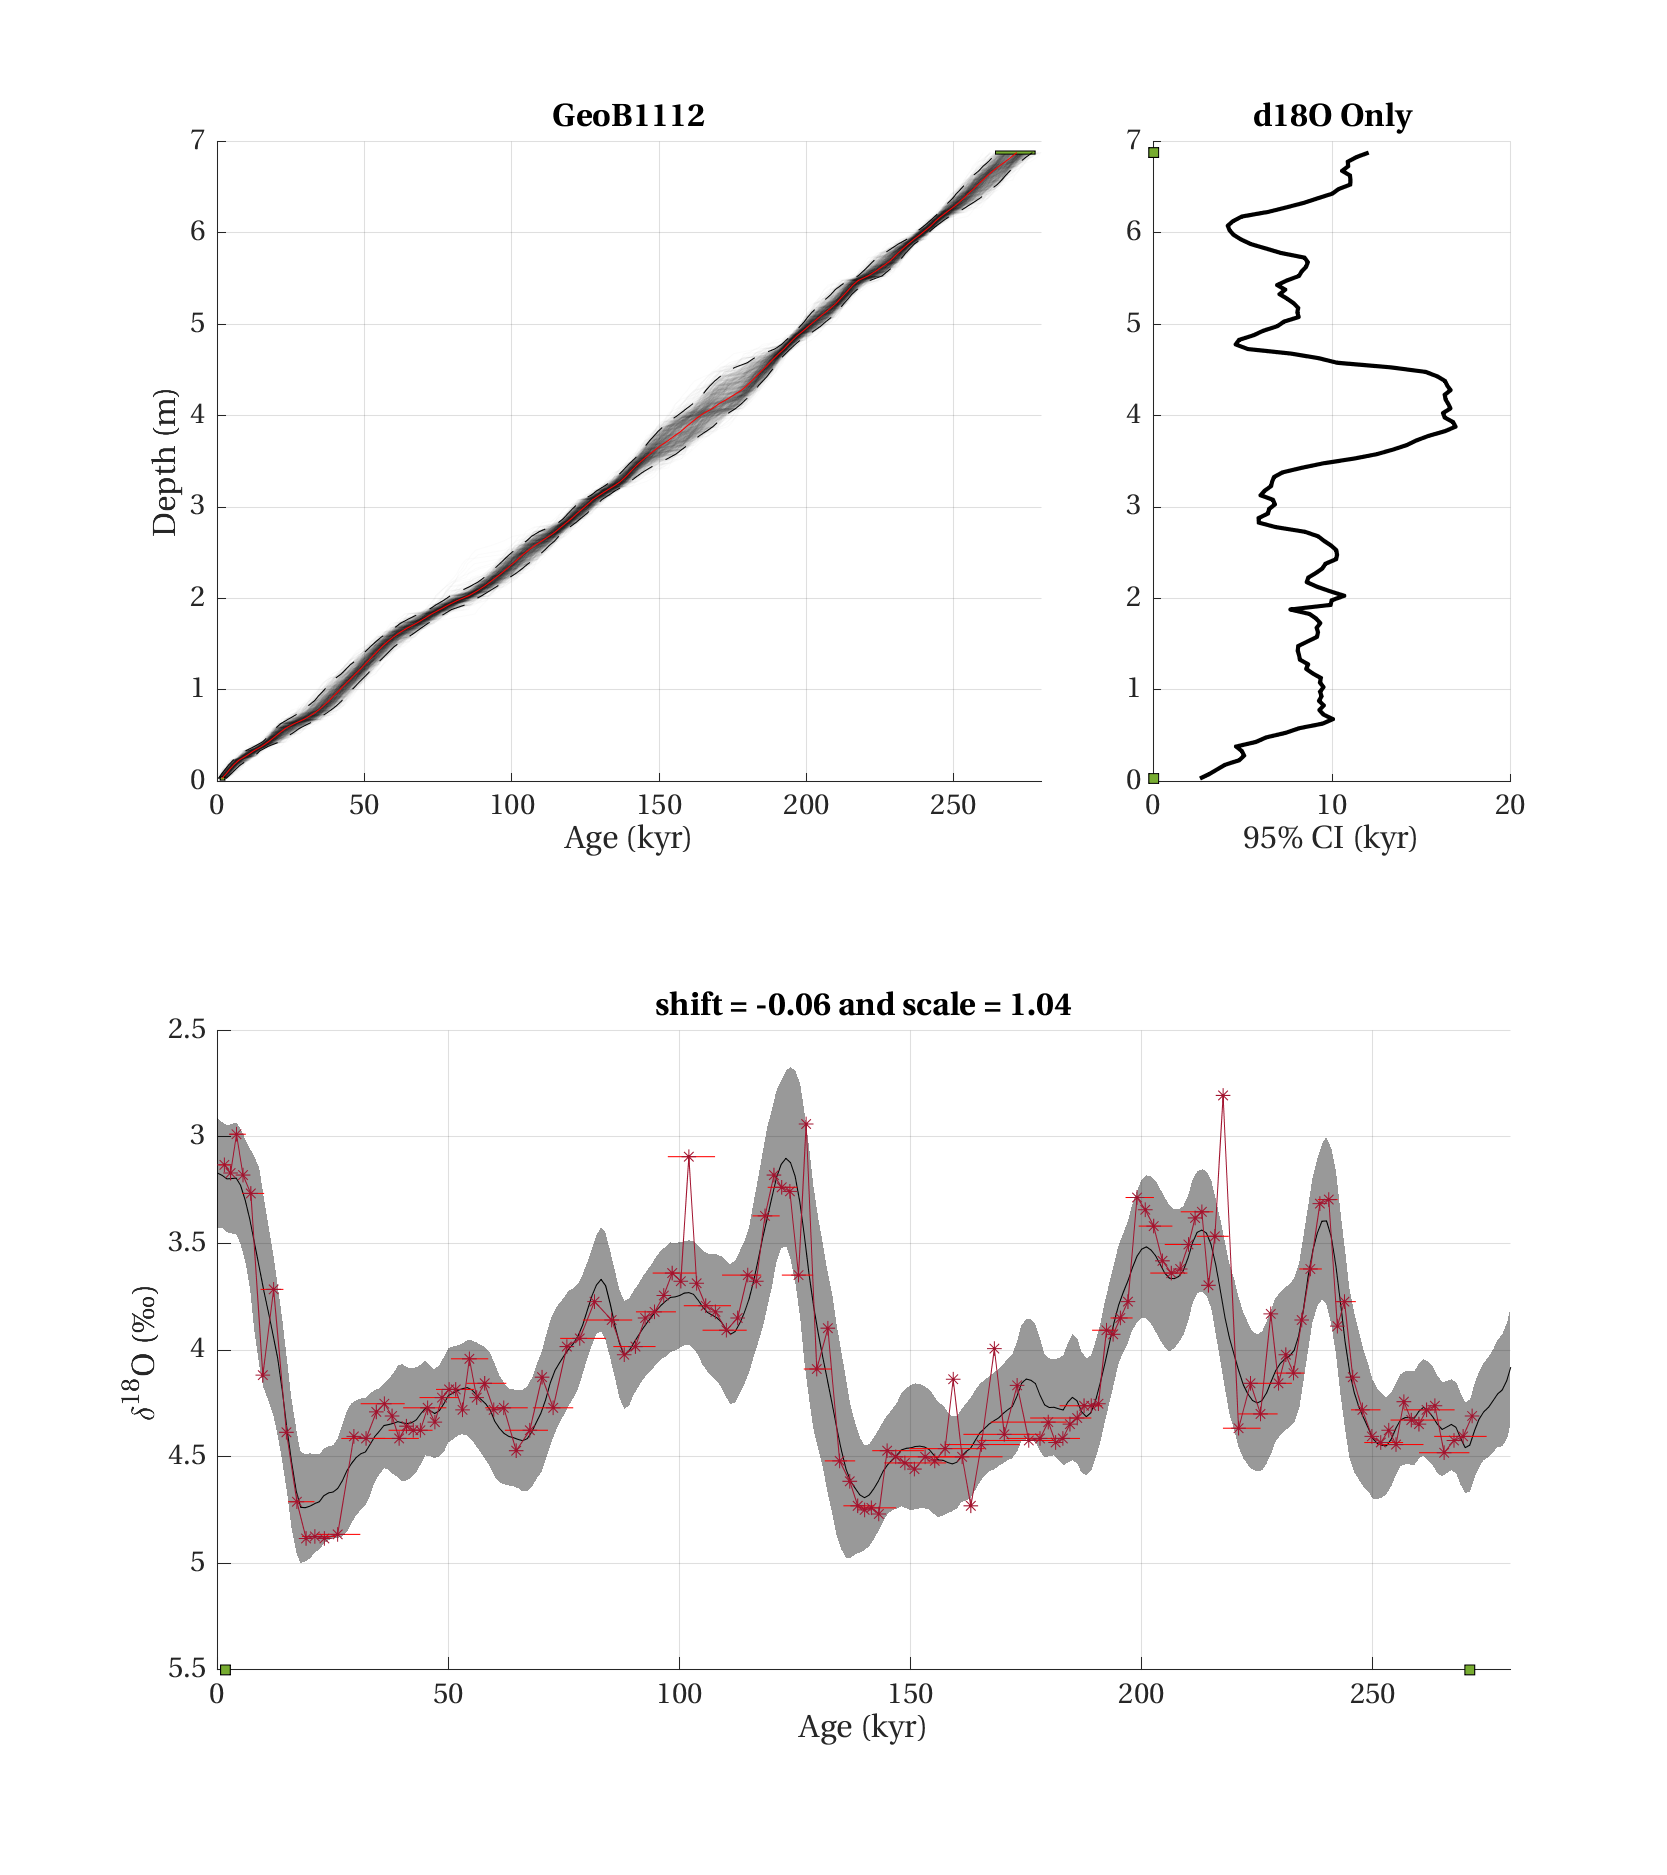 GeoB1112
d18O Only
7
6
5
4
3
2
1
0
Depth (m)
0 50 100 150 200 250
Age (kyr)
7
6
5
4
3
2
1
0
0 10 20
95% CI (kyr)
shift = -0.06 and scale = 1.04
2.5
3
3.5
4
4.5
5
5.5
δ18O (‰)
0 50 100 150 200 250
Age (kyr)